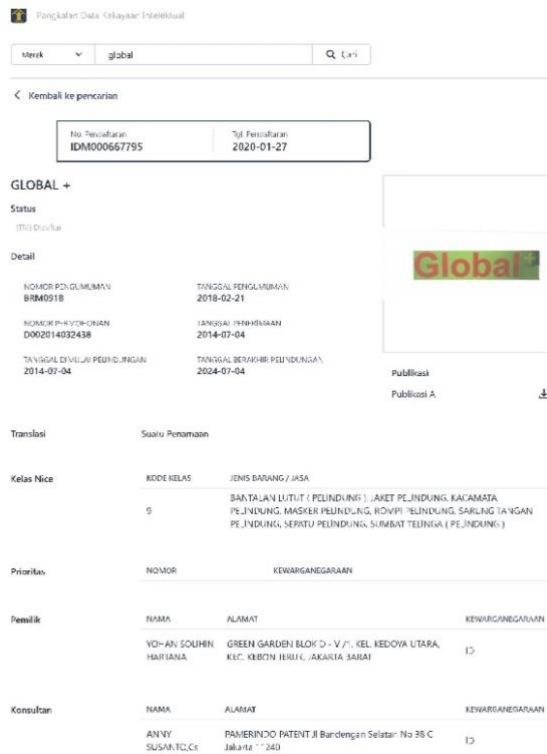 Pangkalan Data Kekayaan Intelektual
Merek global Cari
Kembali ke pencarian
No. Pendaftaran Tgl. Pendaftaran
IDM000667795 2020-01-27
GLOBAL +
Status
(TM) Didaftar
Detail
NOMOR PENGUMUMAN TANGGAL PENGUMUMAN
BRM0918 2018-02-21
NOMOR PERMOHONAN TANGGAL PENERIMAAN
D002014032438 2014-07-04
TANGGAL DIMULAI PELINDUNGAN TANGGAL BERAKHIR PELINDUNGAN
2014-07-04 2024-07-04
Global+
Publikasi
Publikasi A
Translasi Suatu Penamaan
Kelas Nice KODE KELAS JENIS BARANG / JASA
9 BANTALAN LUTUT ( PELINDUNG ), JAKET PELINDUNG, KACAMATA
PELINDUNG, MASKER PELINDUNG, ROMPI PELINDUNG, SARUNG TANGAN
PELINDUNG, SEPATU PELINDUNG, SUMBAT TELINGA ( PELINDUNG )
Prioritas NOMOR KEWARGANEGARAAN
Pemilik NAMA ALAMAT KEWARGANEGARAAN
YOHAN SOLIHIN GREEN GARDEN BLOK KEL. KEDOYA UTARA, ID
HARTANA KEC. KEBON JERUK, JAKARTA BARAT
Konsultan NAMA ALAMAT KEWARGANEGARAAN
ANNY PAMERINDO PATENT Jl Bandengan Selatan No 38 C ID
SUSANTO,Cs Jakarta 11240